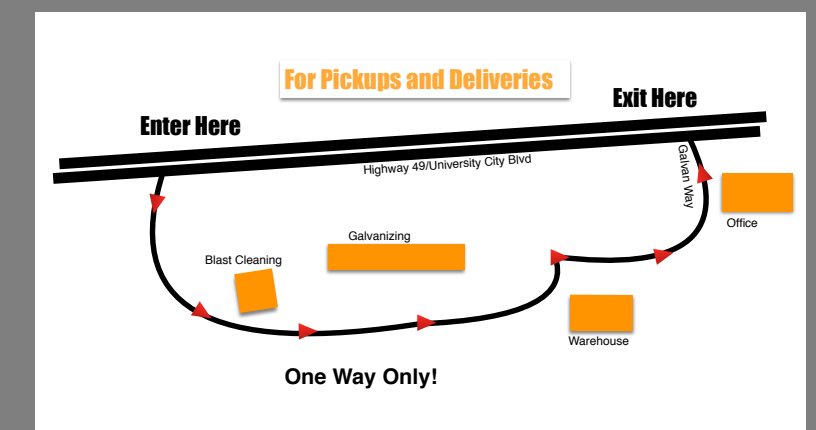 For Pickups and Deliveries
Exit Here
Enter Here
Highway 49/University City Blvd
Galvan Way
Office
Galvanizing
Blast Cleaning
Warehouse
One Way Only!